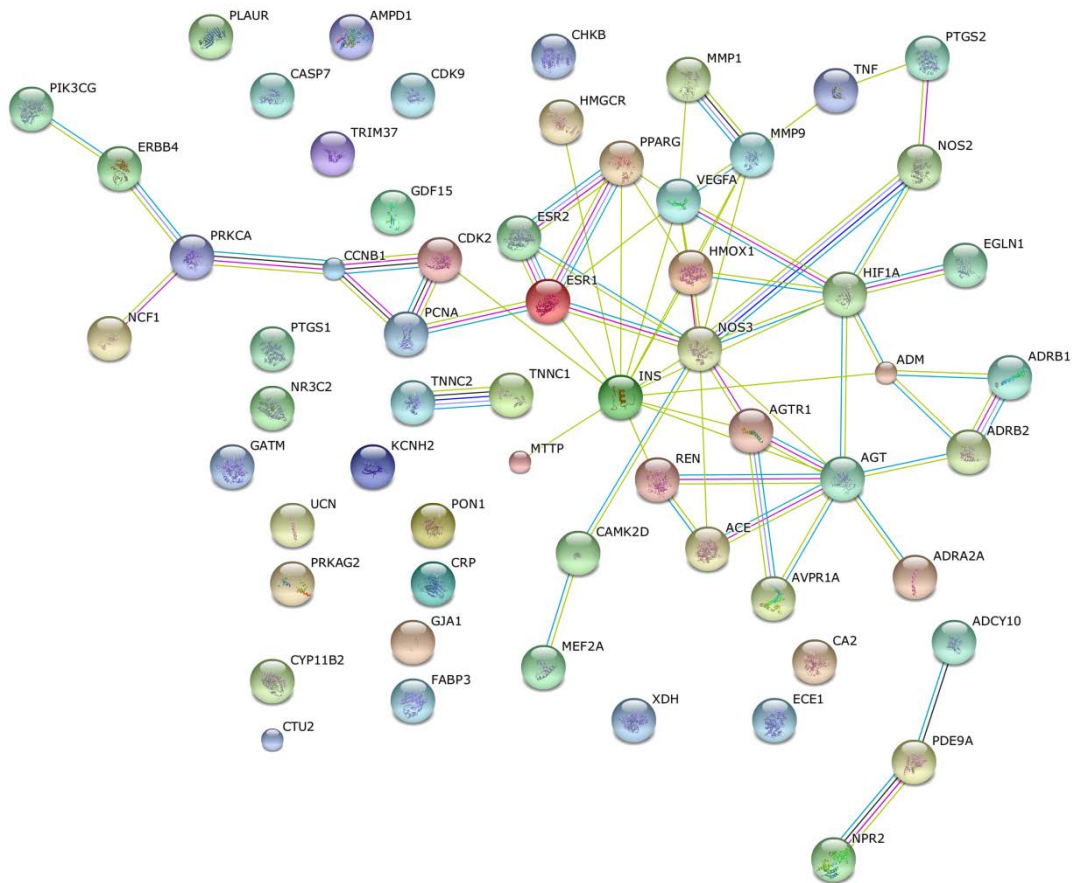 PLAUR
AMPD1
CHKB
MMP1
PTGS2
TNF
PIK3CG
CASP7
CDK9
HMGCR
MMP9
TRIM37
PPARG
NOS2
ERBB4
VEGFA
GDF15
ESR2
PRKCA
CDK2
HMOX1
EGLN1
CCNB1
HIF1A
ESR1
NCF1
PCNA
NOS3
PTGS1
ADM
ADRB1
INS
NR3C2
TNNC2
TNNC1
AGTR1
ADRB2
GATM
KCNH2
MTTP
REN
AGT
UCN
PON1
CAMK2D
ACE
ADRA2A
PRKAG2
CRP
AVPR1A
GJA1
ADCY10
MEF2A
CA2
CYP11B2
FABP3
XDH
ECE1
CTU2
PDE9A
NPR2